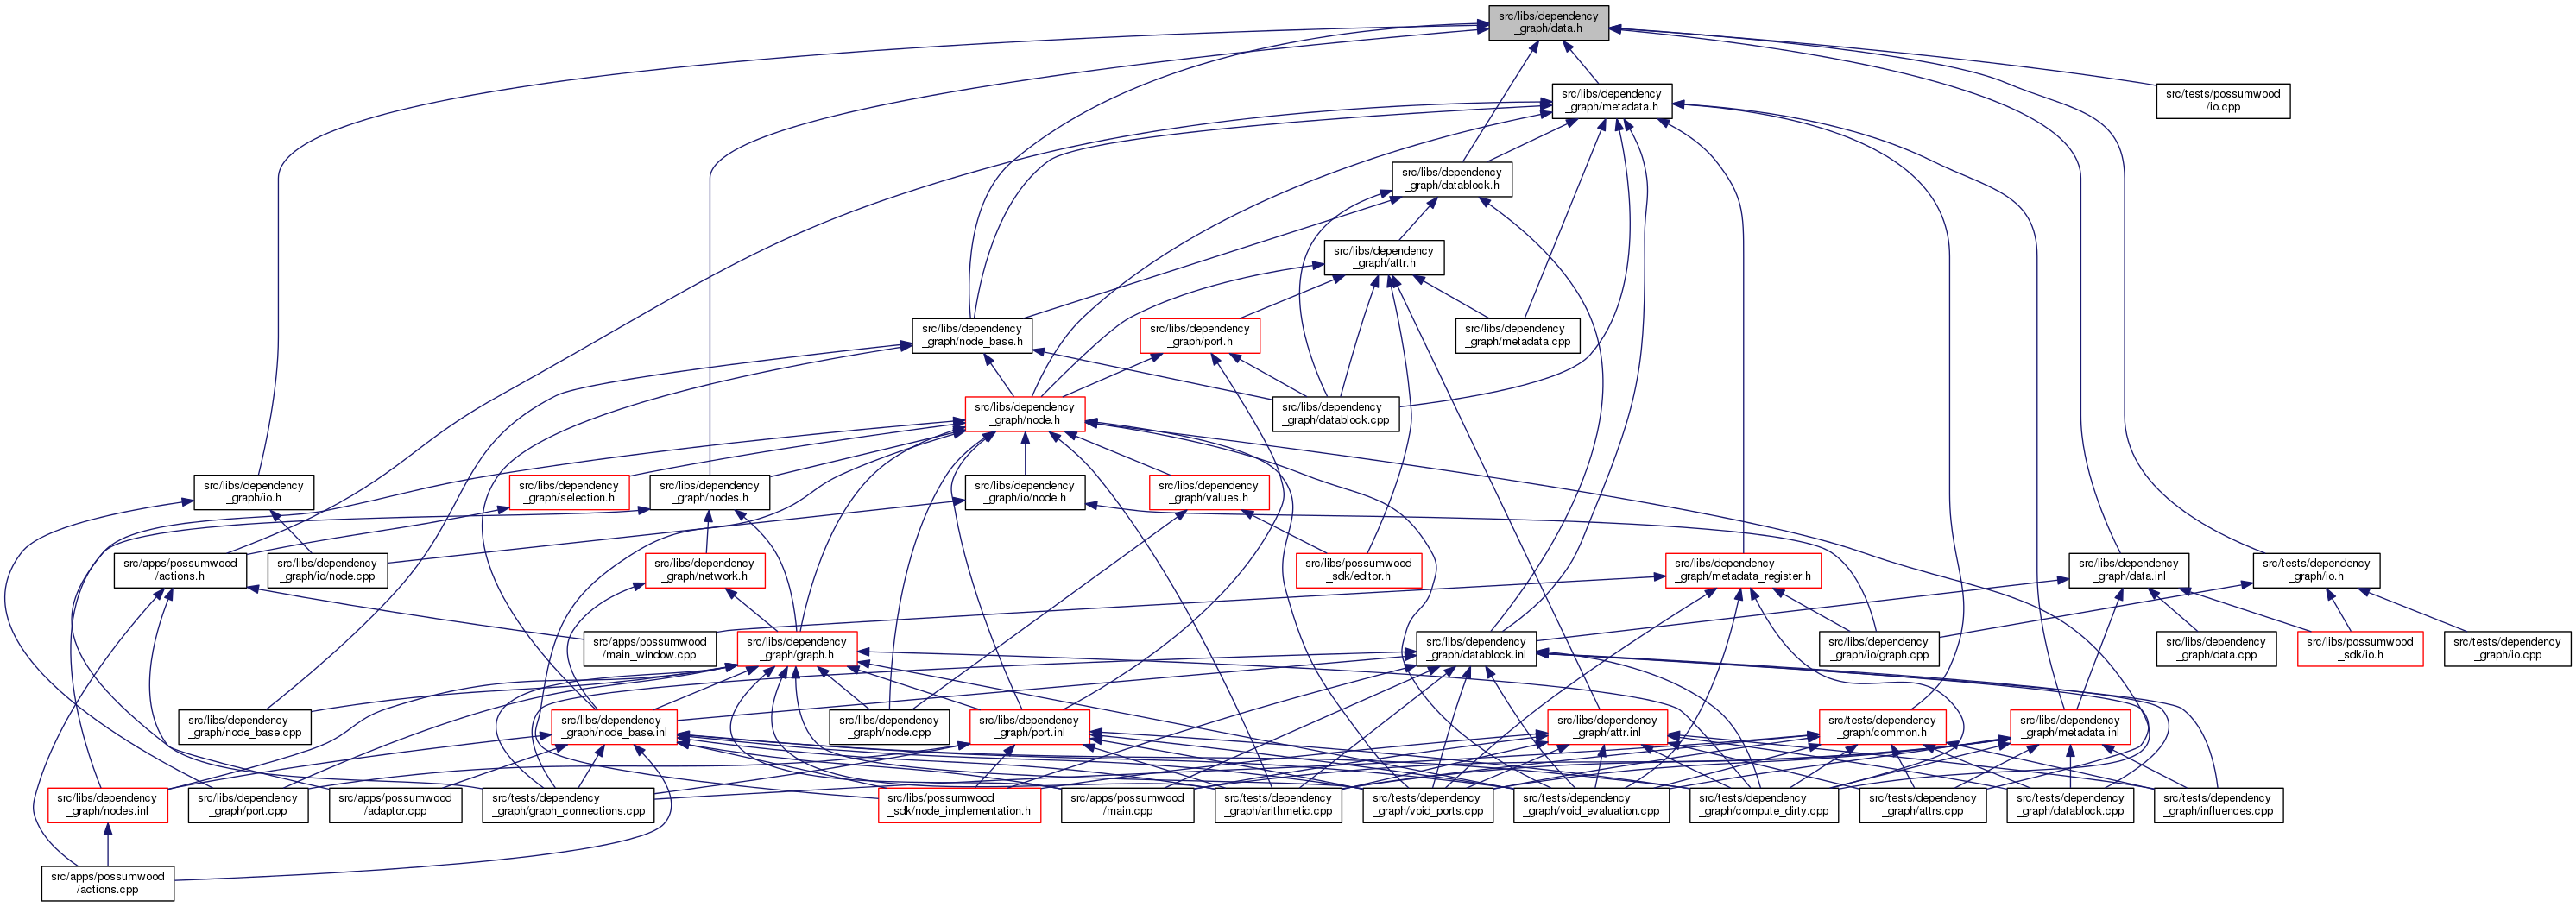 src/libs/dependency
_graph/data.h
src/libs/dependency
_graph/metadata.h
src/tests/possumwood
/io.cpp
src/libs/dependency
_graph/datablock.h
src/libs/dependency
_graph/attr.h
src/libs/dependency
_graph/node_base.h
src/libs/dependency
_graph/port.h
src/libs/dependency
_graph/metadata.cpp
src/libs/dependency
_graph/node.h
src/libs/dependency
_graph/datablock.cpp
src/libs/dependency
_graph/io.h
src/libs/dependency
_graph/selection.h
src/libs/dependency
_graph/nodes.h
src/libs/dependency
_graph/io/node.h
src/libs/dependency
_graph/values.h
src/apps/possumwood
/actions.h
src/libs/dependency
_graph/io/node.cpp
src/libs/dependency
_graph/network.h
src/libs/possumwood
_sdk/editor.h
src/libs/dependency
_graph/metadata_register.h
src/libs/dependency
_graph/data.inl
src/tests/dependency
_graph/io.h
src/apps/possumwood
/main_window.cpp
src/libs/dependency
_graph/graph.h
src/libs/dependency
_graph/datablock.inl
src/libs/dependency
_graph/io/graph.cpp
src/libs/dependency
_graph/data.cpp
src/libs/possumwood
_sdk/io.h
src/tests/dependency
_graph/io.cpp
src/libs/dependency
_graph/node_base.cpp
src/libs/dependency
_graph/node_base.inl
src/libs/dependency
_graph/node.cpp
src/libs/dependency
_graph/port.inl
src/libs/dependency
_graph/attr.inl
src/tests/dependency
_graph/common.h
src/libs/dependency
_graph/metadata.inl
src/libs/dependency
_graph/nodes.inl
src/libs/dependency
_graph/port.cpp
src/apps/possumwood
/adaptor.cpp
src/tests/dependency
_graph/graph_connections.cpp
src/libs/possumwood
_sdk/node_implementation.h
src/apps/possumwood
/main.cpp
src/tests/dependency
_graph/arithmetic.cpp
src/tests/dependency
_graph/void_ports.cpp
src/tests/dependency
_graph/void_evaluation.cpp
src/tests/dependency
_graph/compute_dirty.cpp
src/tests/dependency
_graph/attrs.cpp
src/tests/dependency
_graph/datablock.cpp
src/tests/dependency
_graph/influences.cpp
src/apps/possumwood
/actions.cpp